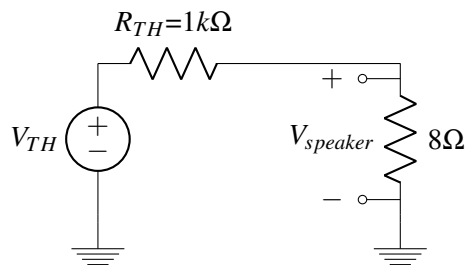 R_TH=1kΩ
+
+
−
V_TH
V_speaker
8Ω
−